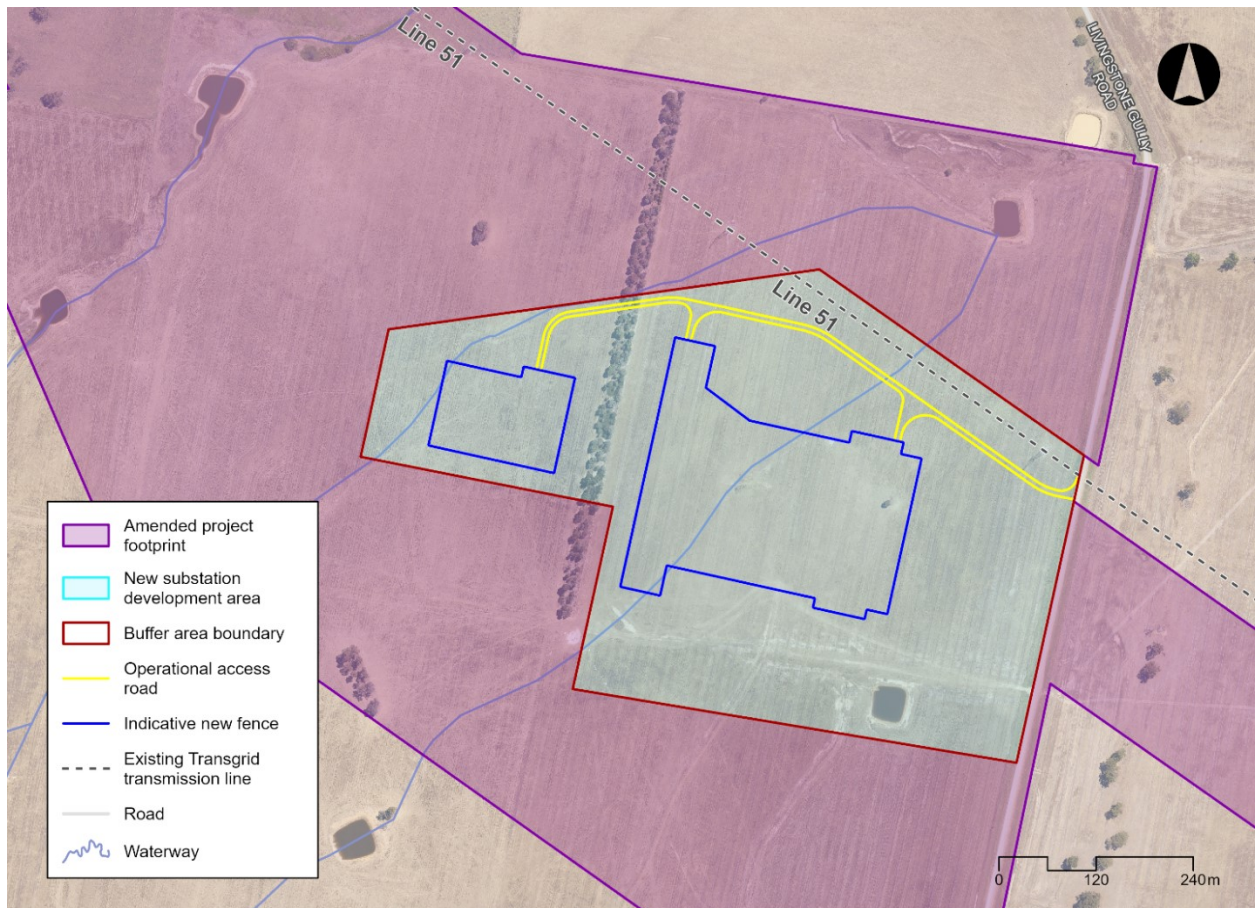 Line 51
LIVINGSTONE GULLY
ROAD
Line 51
Amended project
footprint
New substation
development area
Buffer area boundary
Operational access
road
Indicative new fence
Existing Transgrid
transmission line
Road
Waterway
0 120 240m